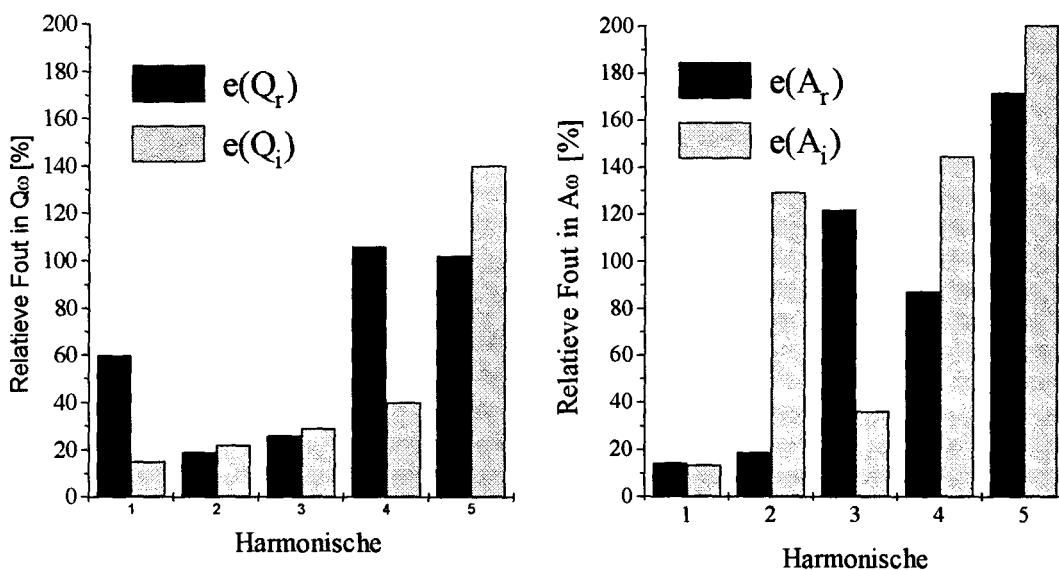 Relatieve Fout in Qω [%]
200
180
160
140
120
100
80
60
40
20
0
e(Qr)
e(Qi)
1 2 3 4 5
Harmonische
Relatieve Fout in Aω [%]
200
180
160
140
120
100
80
60
40
20
0
e(Ar)
e(Ai)
1 2 3 4 5
Harmonische